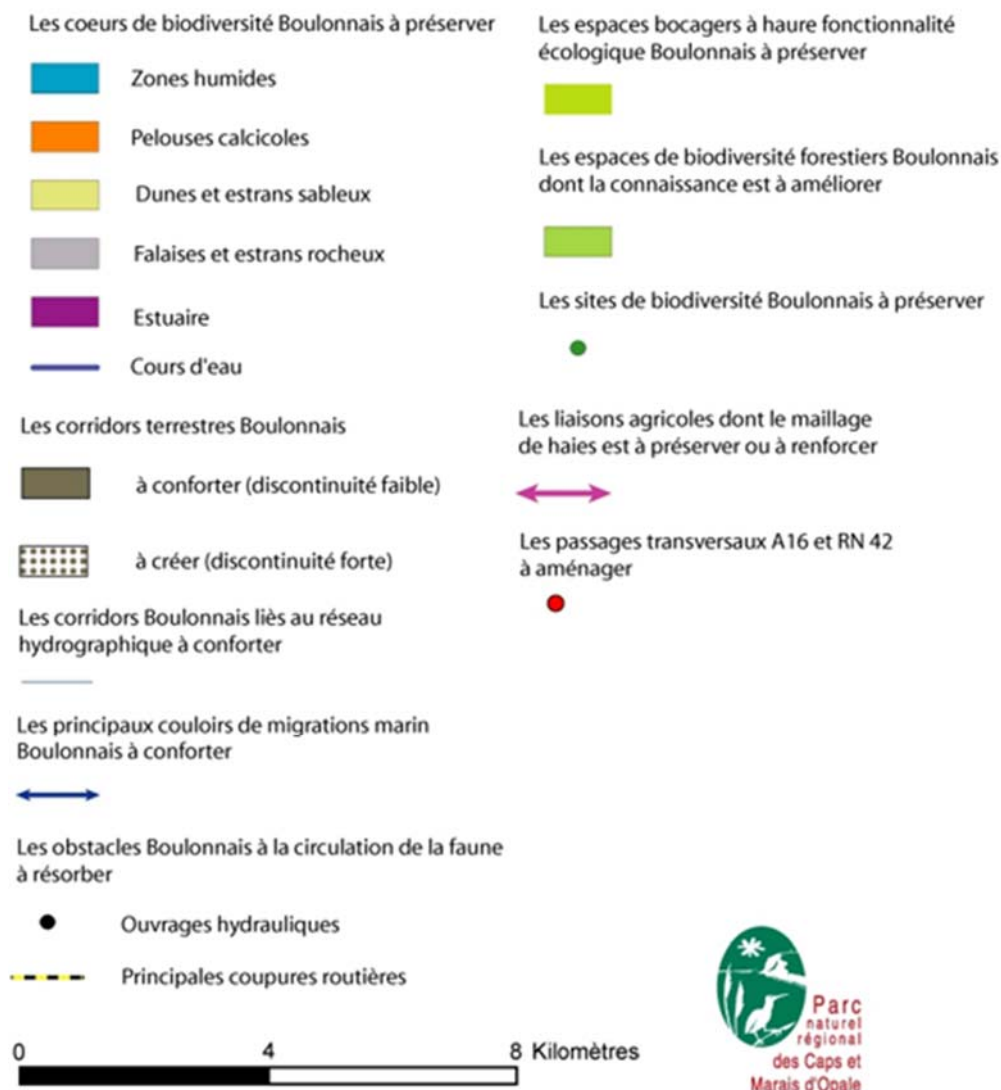 Les coeurs de biodiversité Boulonnais à préserver
Zones humides
Pelouses calcicoles
Dunes et estrans sableux
Falaises et estrans rocheux
Estuaire
Cours d'eau
Les corridors terrestres Boulonnais
à conforter (discontinuité faible)
à créer (discontinuité forte)
Les corridors Boulonnais liés au réseau
hydrographique à conforter
Les principaux couloirs de migrations marin
Boulonnais à conforter
Les obstacles Boulonnais à la circulation de la faune
à résorber
Ouvrages hydrauliques
Principales coupures routières
0 4 8 Kilomètres
Les espaces bocagers à haure fonctionnalité
écologique Boulonnais à préserver
Les espaces de biodiversité forestiers Boulonnais
dont la connaissance est à améliorer
Les sites de biodiversité Boulonnais à préserver
Les liaisons agricoles dont le maillage
de haies est à préserver ou à renforcer
Les passages transversaux A16 et RN 42
à aménager
Parc
naturel
régional
des Caps et
Marais d'Opale